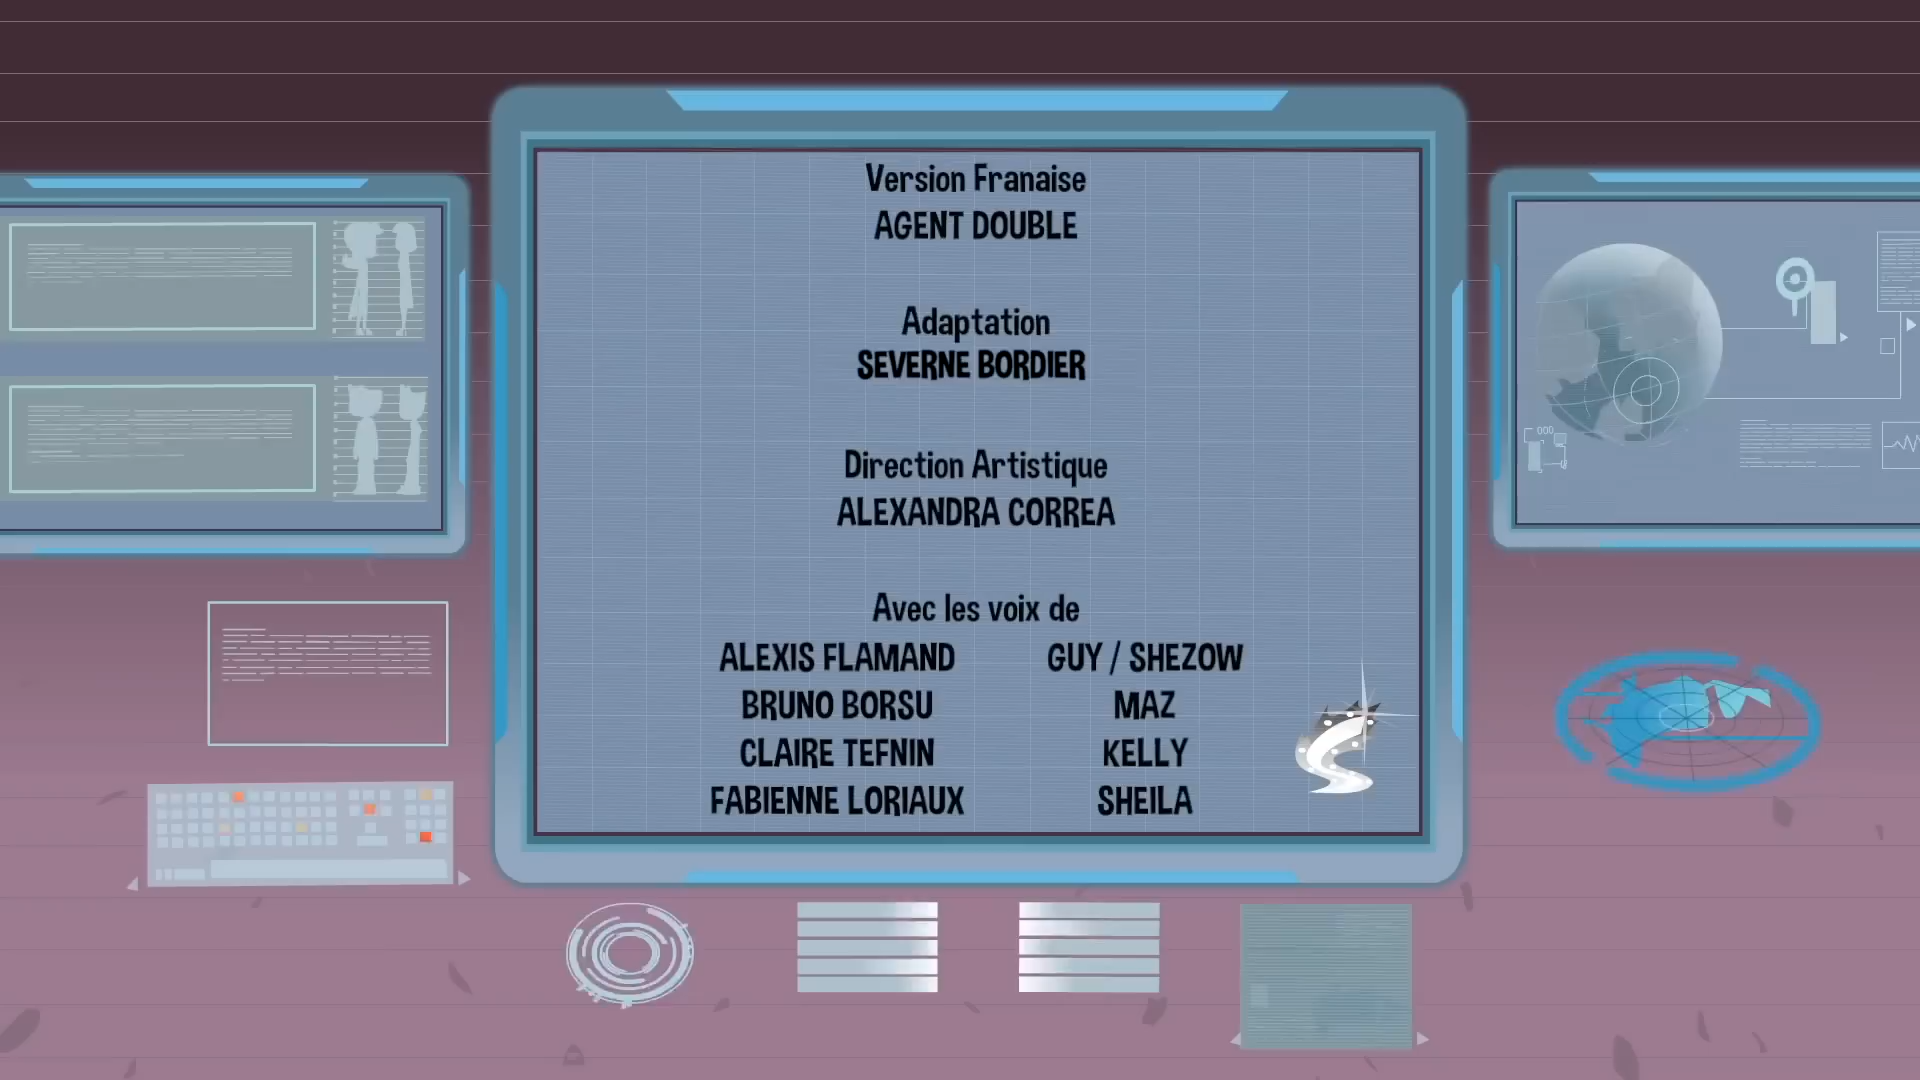 Version Franaise
AGENT DOUBLE
Adaptation
SEVERNE BORDIER
Direction Artistique
ALEXANDRA CORREA
Avec les voix de
ALEXIS FLAMAND GUY / SHEZOW
BRUNO BORSU MAZ
CLAIRE TEFNIN KELLY
FABIENNE LORIAUX SHEILA
000